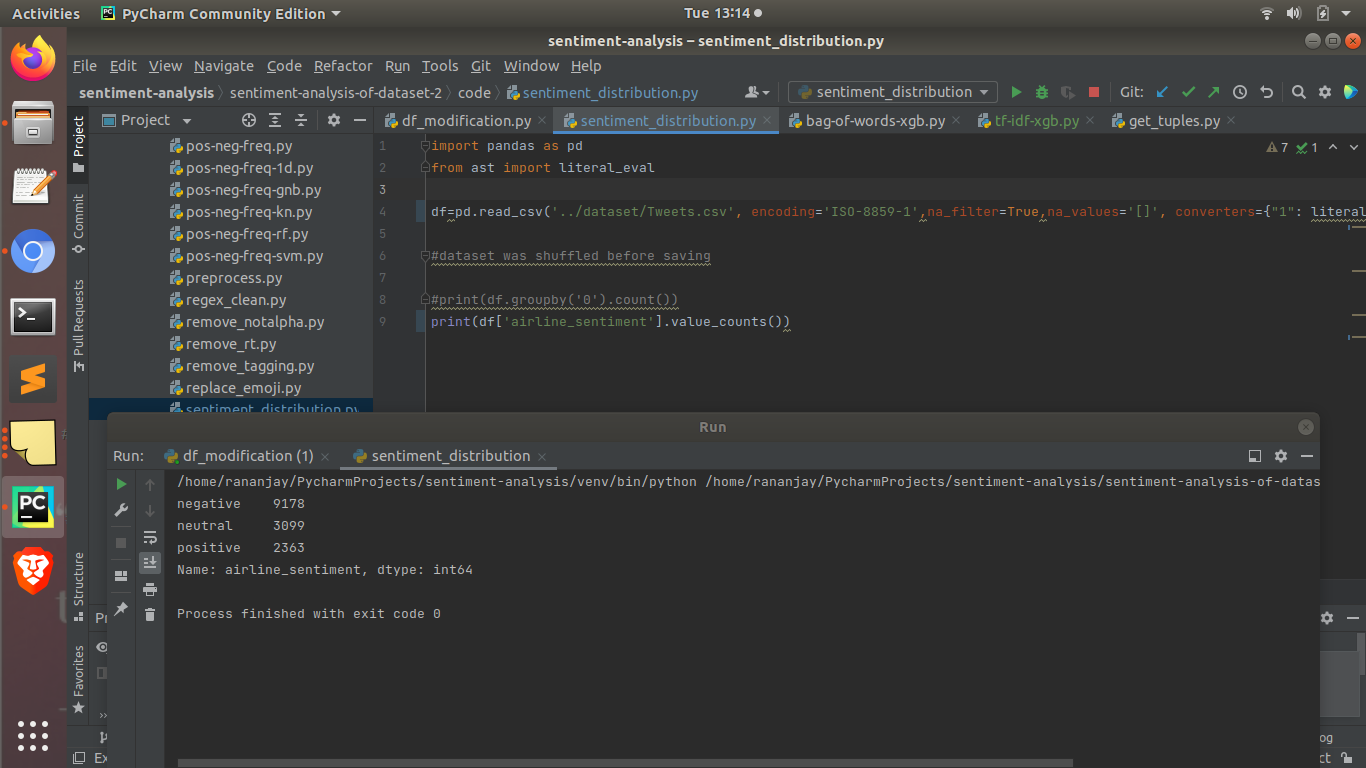 Activities PyCharm Community Edition Tue 13:14
sentiment-analysis – sentiment_distribution.py
File Edit View Navigate Code Refactor Run Tools Git Window Help
sentiment-analysis sentiment-analysis-of-dataset-2 code sentiment_distribution.py sentiment_distribution Git:
Project
df_modification.py sentiment_distribution.py bag-of-words-xgb.py tf-idf-xgb.py get_tuples.py
Project
Commit
Pull Requests
Structure
Favorites
pos-neg-freq.py
pos-neg-freq-1d.py
pos-neg-freq-gnb.py
pos-neg-freq-kn.py
pos-neg-freq-rf.py
pos-neg-freq-svm.py
preprocess.py
regex_clean.py
remove_notalpha.py
remove_rt.py
remove_tagging.py
replace_emoji.py
sentiment_distribution.py
7 1
1 import pandas as pd
2 from ast import literal_eval
3
4 df=pd.read_csv('../dataset/Tweets.csv', encoding='ISO-8859-1',na_filter=True,na_values='[]', converters={"1": literal
5
6 #dataset was shuffled before saving
7
8 #print(df.groupby('0').count())
9 print(df['airline_sentiment'].value_counts())
Run
Run: df_modification (1) sentiment_distribution
/home/rananjay/PycharmProjects/sentiment-analysis/venv/bin/python /home/rananjay/PycharmProjects/sentiment-analysis/sentiment-analysis-of-datas
negative 9178
neutral 3099
positive 2363
Name: airline_sentiment, dtype: int64
Process finished with exit code 0